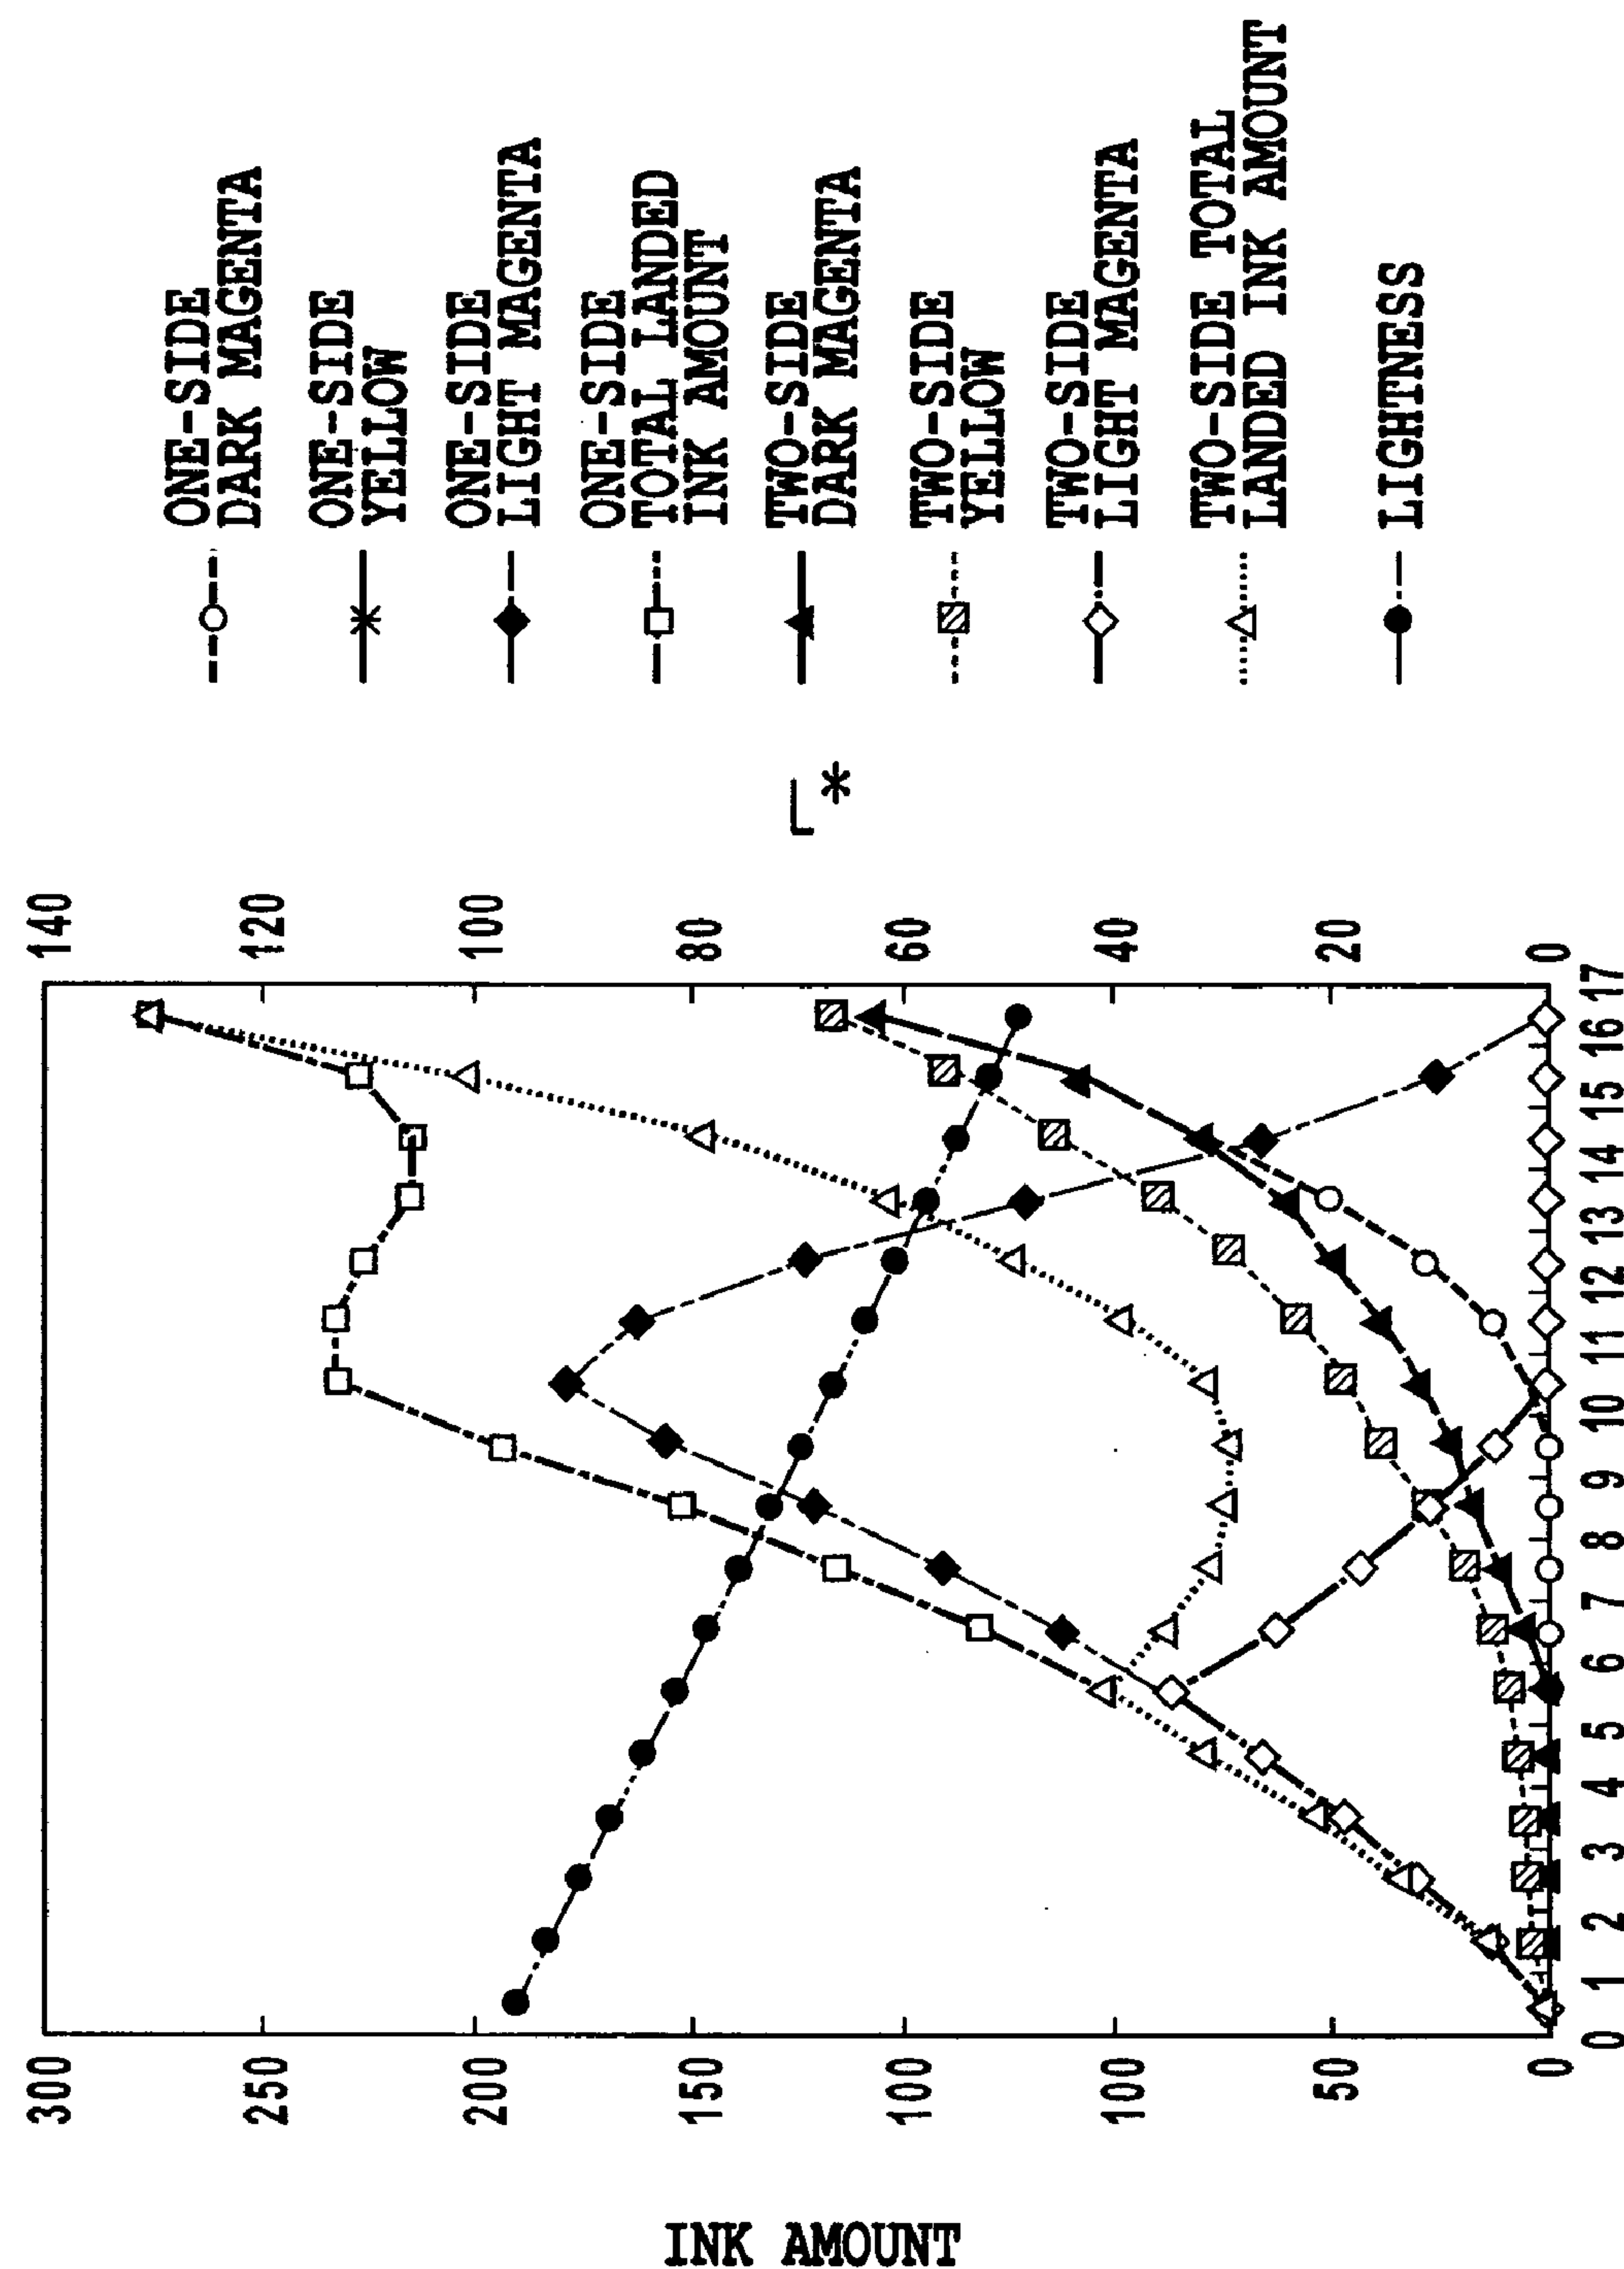 INK AMOUNT
300
250
200
150
100
100
50
0
0 1 2 3 4 5 6 7 8 9 10 11 12 13 14 15 16 17
140
120
100
80
60
40
20
0
L*
ONE-SIDE
DARK MAGENTA
ONE-SIDE
YELLOW
ONE-SIDE
LIGHT MAGENTA
ONE-SIDE
TOTAL LANDED
INK AMOUNT
TWO-SIDE
DARK MAGENTA
TWO-SIDE
YELLOW
TWO-SIDE
LIGHT MAGENTA
TWO-SIDE TOTAL
LANDED INK AMOUNT
LIGHTNESS